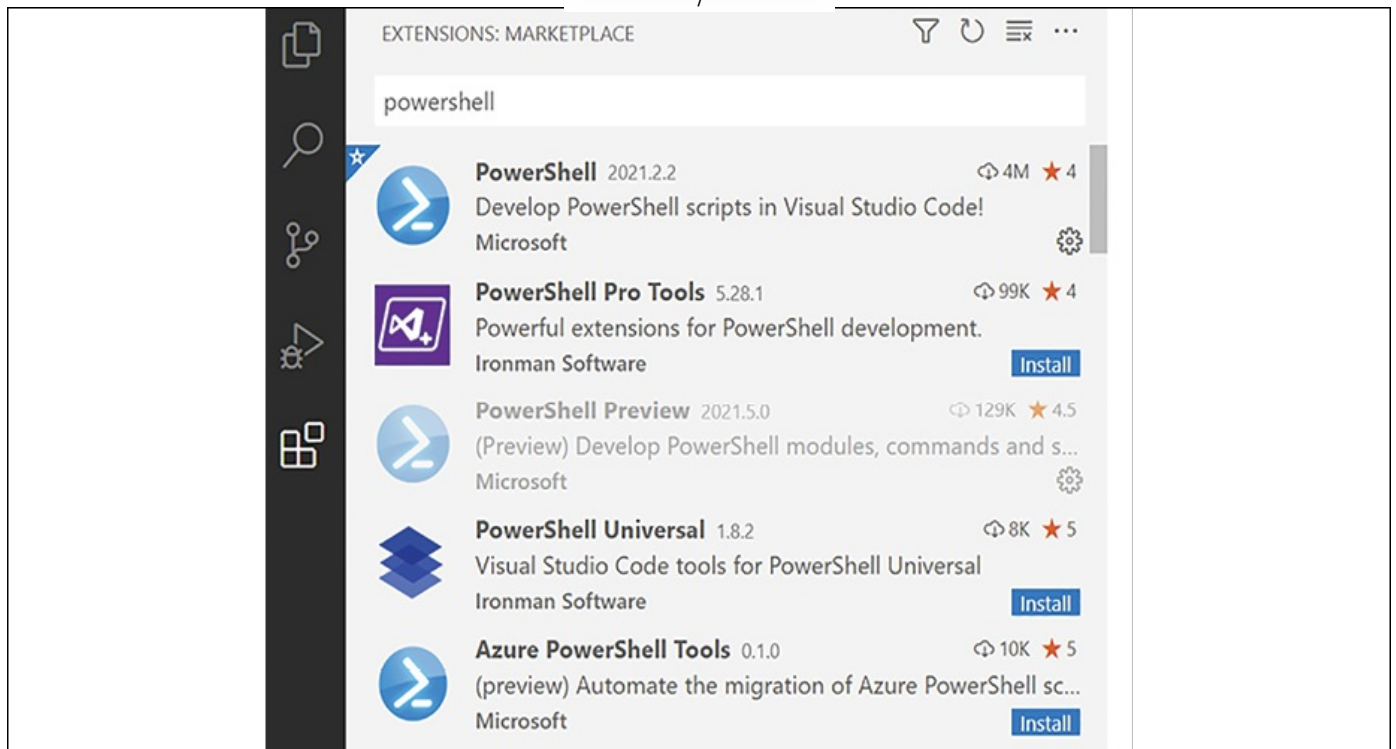 EXTENSIONS: MARKETPLACE
powershell
PowerShell 2021.2.2 4M 4
Develop PowerShell scripts in Visual Studio Code!
Microsoft
PowerShell Pro Tools 5.28.1 99K 4
Powerful extensions for PowerShell development.
Ironman Software Install
PowerShell Preview 2021.5.0 129K 4.5
(Preview) Develop PowerShell modules, commands and s...
Microsoft
PowerShell Universal 1.8.2 8K 5
Visual Studio Code tools for PowerShell Universal
Ironman Software Install
Azure PowerShell Tools 0.1.0 10K 5
(preview) Automate the migration of Azure PowerShell sc...
Microsoft Install